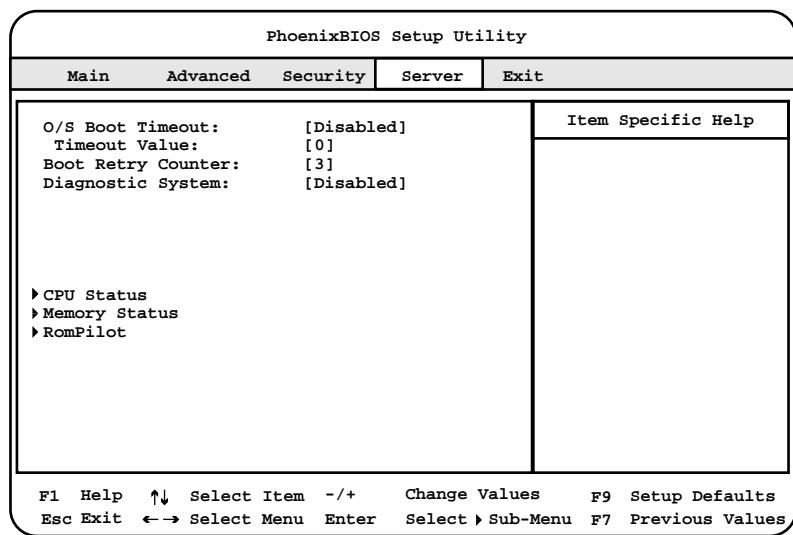 PhoenixBIOS Setup Utility
Main Advanced Security Server Exit
O/S Boot Timeout: [Disabled]
Timeout Value: [0]
Boot Retry Counter: [3]
Diagnostic System: [Disabled]
CPU Status
Memory Status
RomPilot
Item Specific Help
F1 Help ↑↓ Select Item -/+ Change Values F9 Setup Defaults
Esc Exit ←→ Select Menu Enter Select ▶ Sub-Menu F7 Previous Values